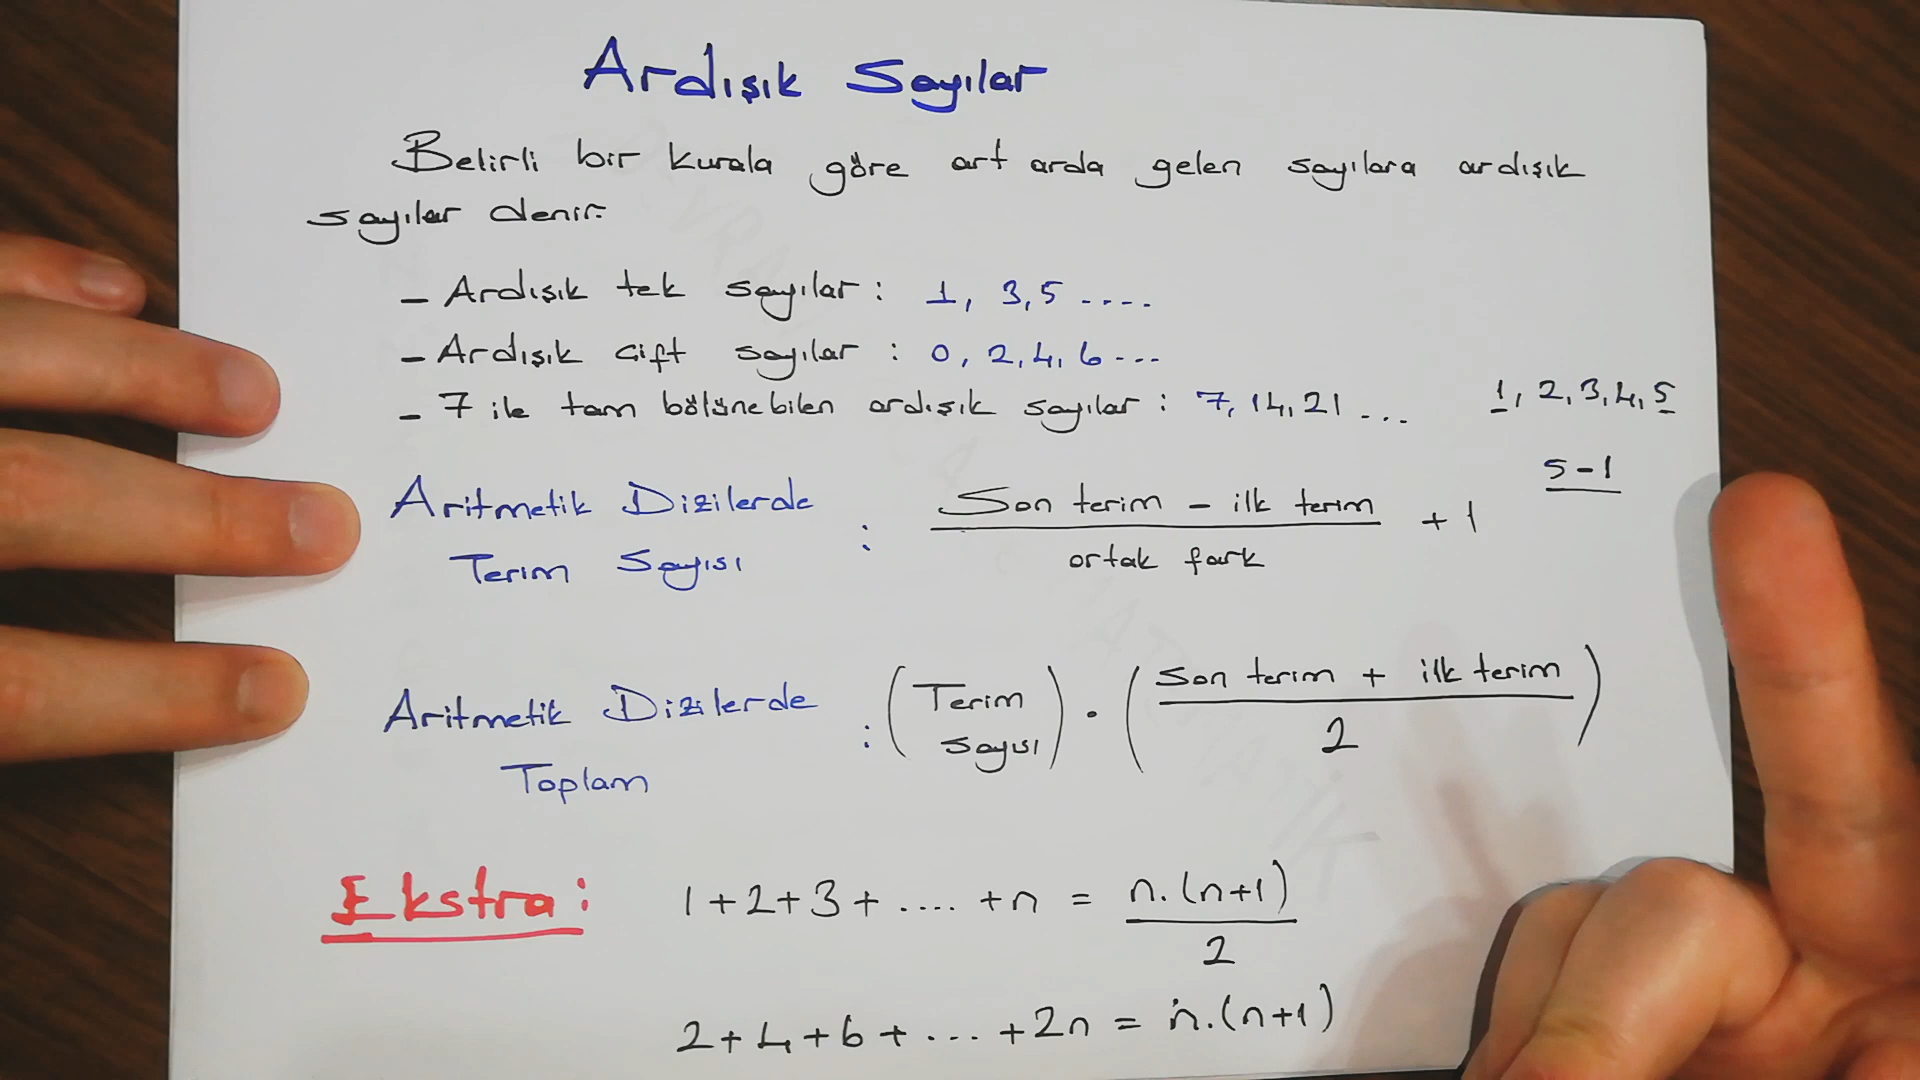 Ardışık Sayılar
Belirli bir kurala göre art arda gelen sayılara ardışık
sayılar denir.
- Ardışık tek sayılar : 1, 3, 5 ....
- Ardışık çift sayılar : 0, 2, 4, 6 ...
- 7 ile tam bölünebilen ardışık sayılar : 7, 14, 21 ...
1, 2, 3, 4, 5
5-1
Aritmetik Dizilerde Terim Sayısı : (Son terim - ilk terim) / ortak fark + 1
Aritmetik Dizilerde Toplam : (Terim sayısı) . ((Son terim + ilk terim) / 2)
Ekstra: 1+2+3+ .... +n = n.(n+1) / 2
2+4+6+ ... +2n = n.(n+1)